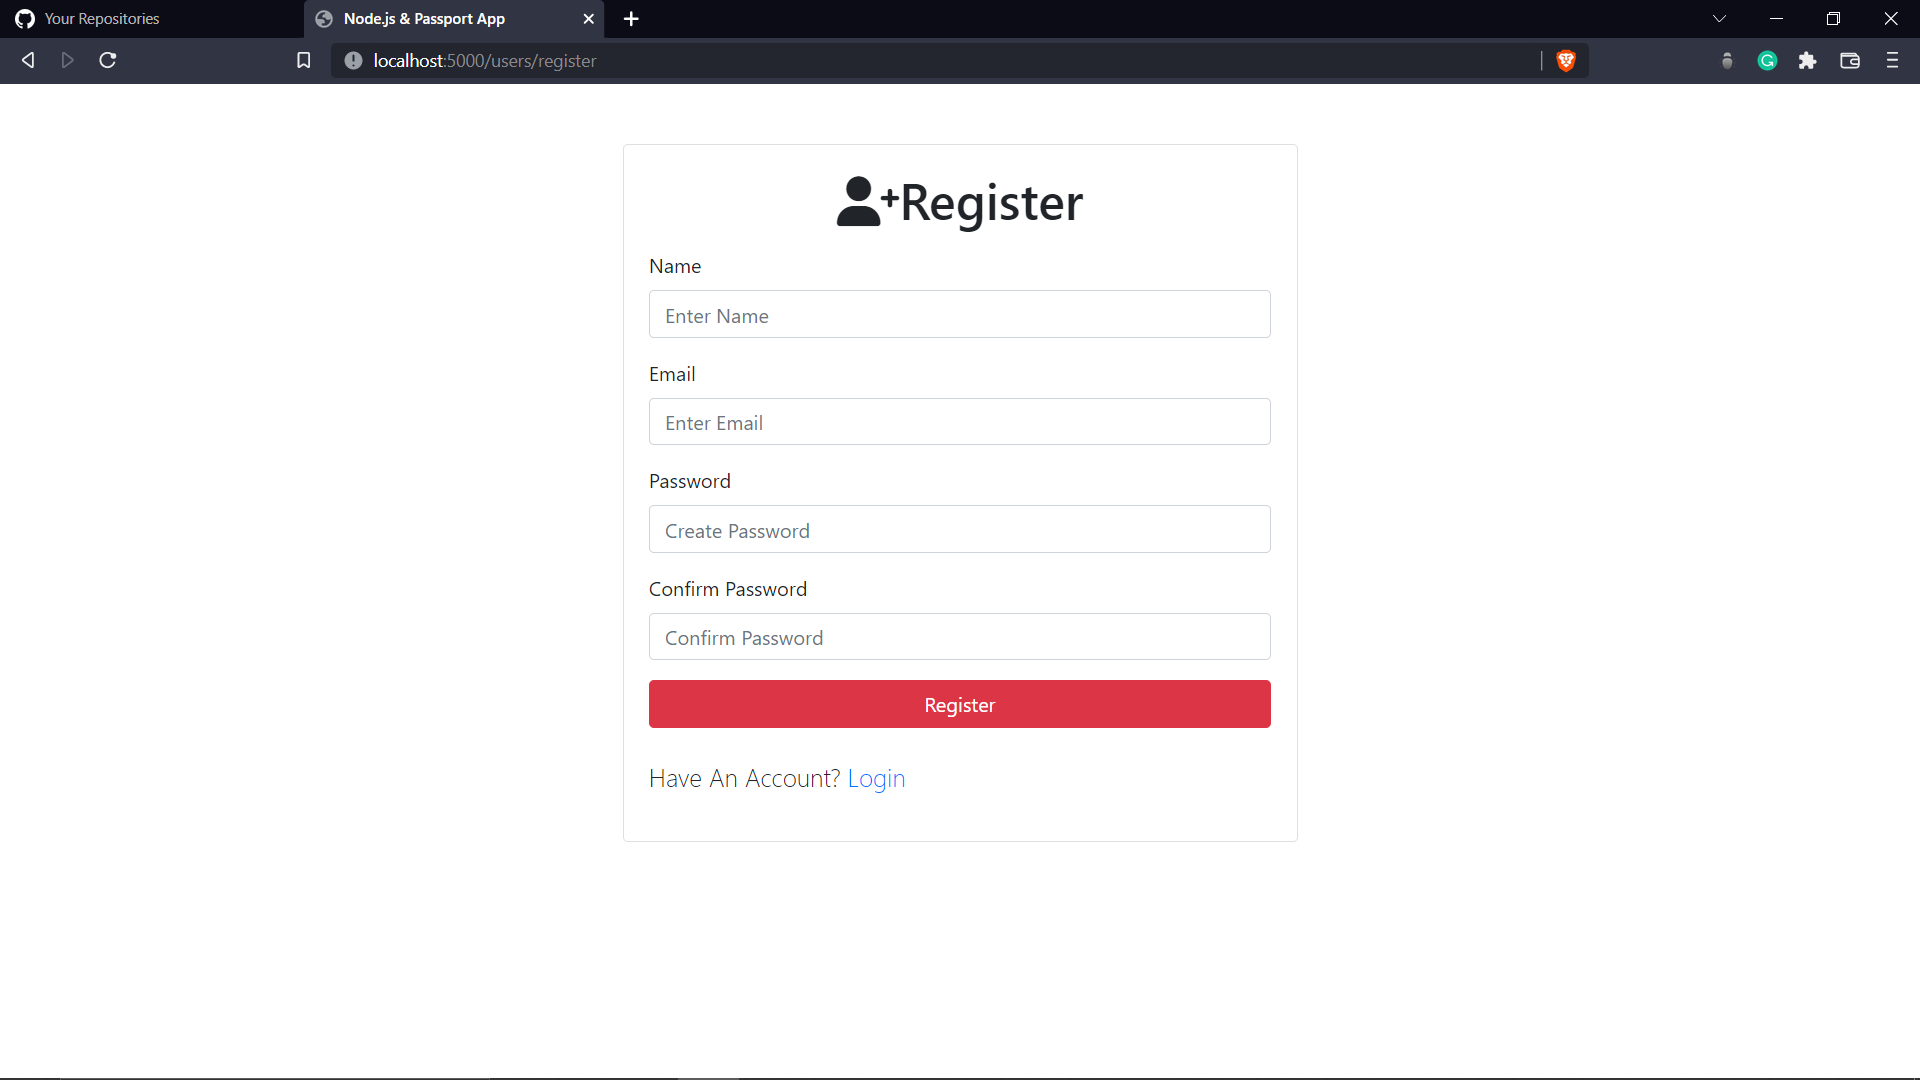 Your Repositories
Node.js & Passport App
localhost:5000/users/register
Register
Name
Enter Name
Email
Enter Email
Password
Create Password
Confirm Password
Confirm Password
Register
Have An Account? Login